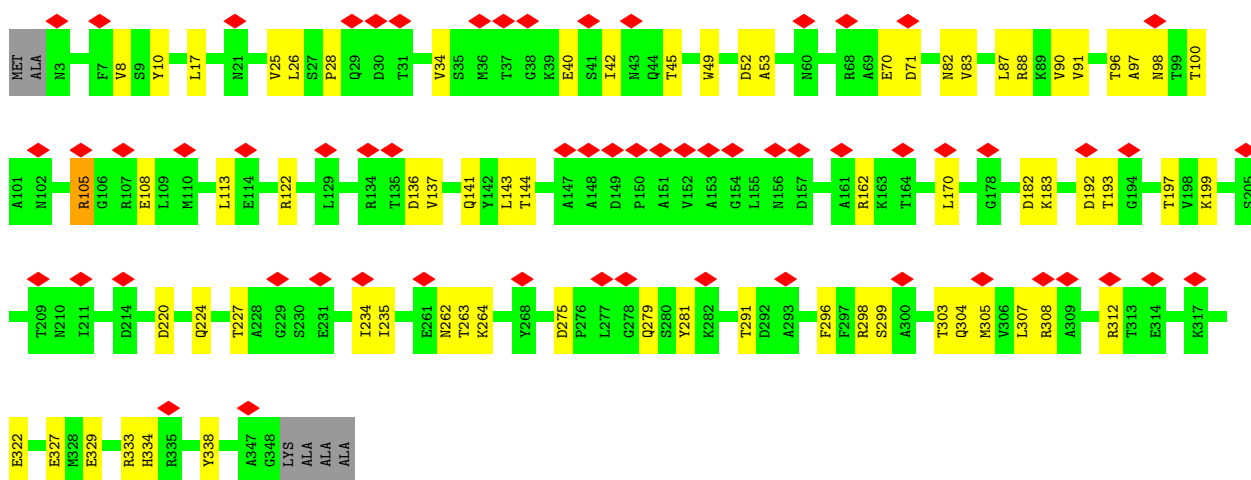 MET ALA N3 F7 V8 S9 Y10 L17 N21 V25 L26 S27 P28 Q29 D30 T31 V34 S35 M36 T37 G38 K39 E40 S41 I42 N43 Q44 T45 W49 D52 A53 N60 R68 A69 E70 D71 N82 V83 L87 R88 K89 V90 V91 T96 A97 N98 T99 T100
A101 N102 R105 G106 R107 E108 L109 M110 L113 E114 R122 L129 R134 T135 D136 V137 Q141 Y142 L143 T144 A147 A148 D149 P150 A151 V152 A153 G154 L155 N156 D157 A161 R162 K163 T164 L170 G178 D182 K183 D192 T193 G194 T197 V198 K199 S205
T209 N210 I211 D214 D220 Q224 T227 A228 G229 S230 E231 I234 I235 E261 N262 T263 K264 Y268 D275 P276 L277 G278 Q279 S280 Y281 K282 T291 D292 A293 F296 F297 R298 S299 A300 T303 Q304 M305 V306 L307 R308 A309 R312 T313 E314 K317
E322 E327 M328 E329 R333 H334 R335 Y338 A347 G348 LYS ALA ALA ALA